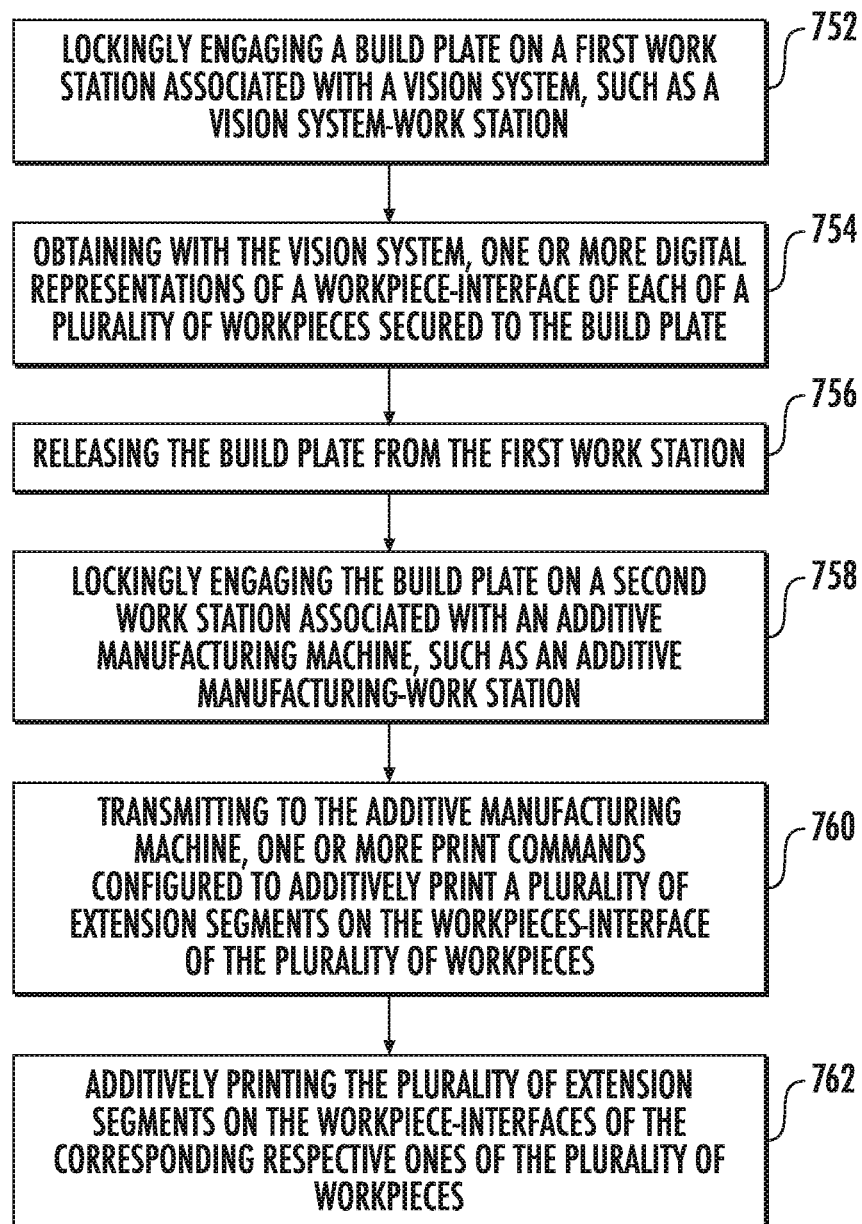 LOCKINGLY ENGAGING A BUILD PLATE ON A FIRST WORK
STATION ASSOCIATED WITH A VISION SYSTEM, SUCH AS A
VISION SYSTEM-WORK STATION
752
OBTAINING WITH THE VISION SYSTEM, ONE OR MORE DIGITAL
REPRESENTATIONS OF A WORKPIECE-INTERFACE OF EACH OF A
PLURALITY OF WORKPIECES SECURED TO THE BUILD PLATE
754
RELEASING THE BUILD PLATE FROM THE FIRST WORK STATION
756
LOCKINGLY ENGAGING THE BUILD PLATE ON A SECOND
WORK STATION ASSOCIATED WITH AN ADDITIVE
MANUFACTURING MACHINE, SUCH AS AN ADDITIVE
MANUFACTURING-WORK STATION
758
TRANSMITTING TO THE ADDITIVE MANUFACTURING
MACHINE, ONE OR MORE PRINT COMMANDS
CONFIGURED TO ADDITIVELY PRINT A PLURALITY OF
EXTENSION SEGMENTS ON THE WORKPIECES-INTERFACE
OF THE PLURALITY OF WORKPIECES
760
ADDITIVELY PRINTING THE PLURALITY OF EXTENSION
SEGMENTS ON THE WORKPIECE-INTERFACES OF THE
CORRESPONDING RESPECTIVE ONES OF THE PLURALITY OF
WORKPIECES
762